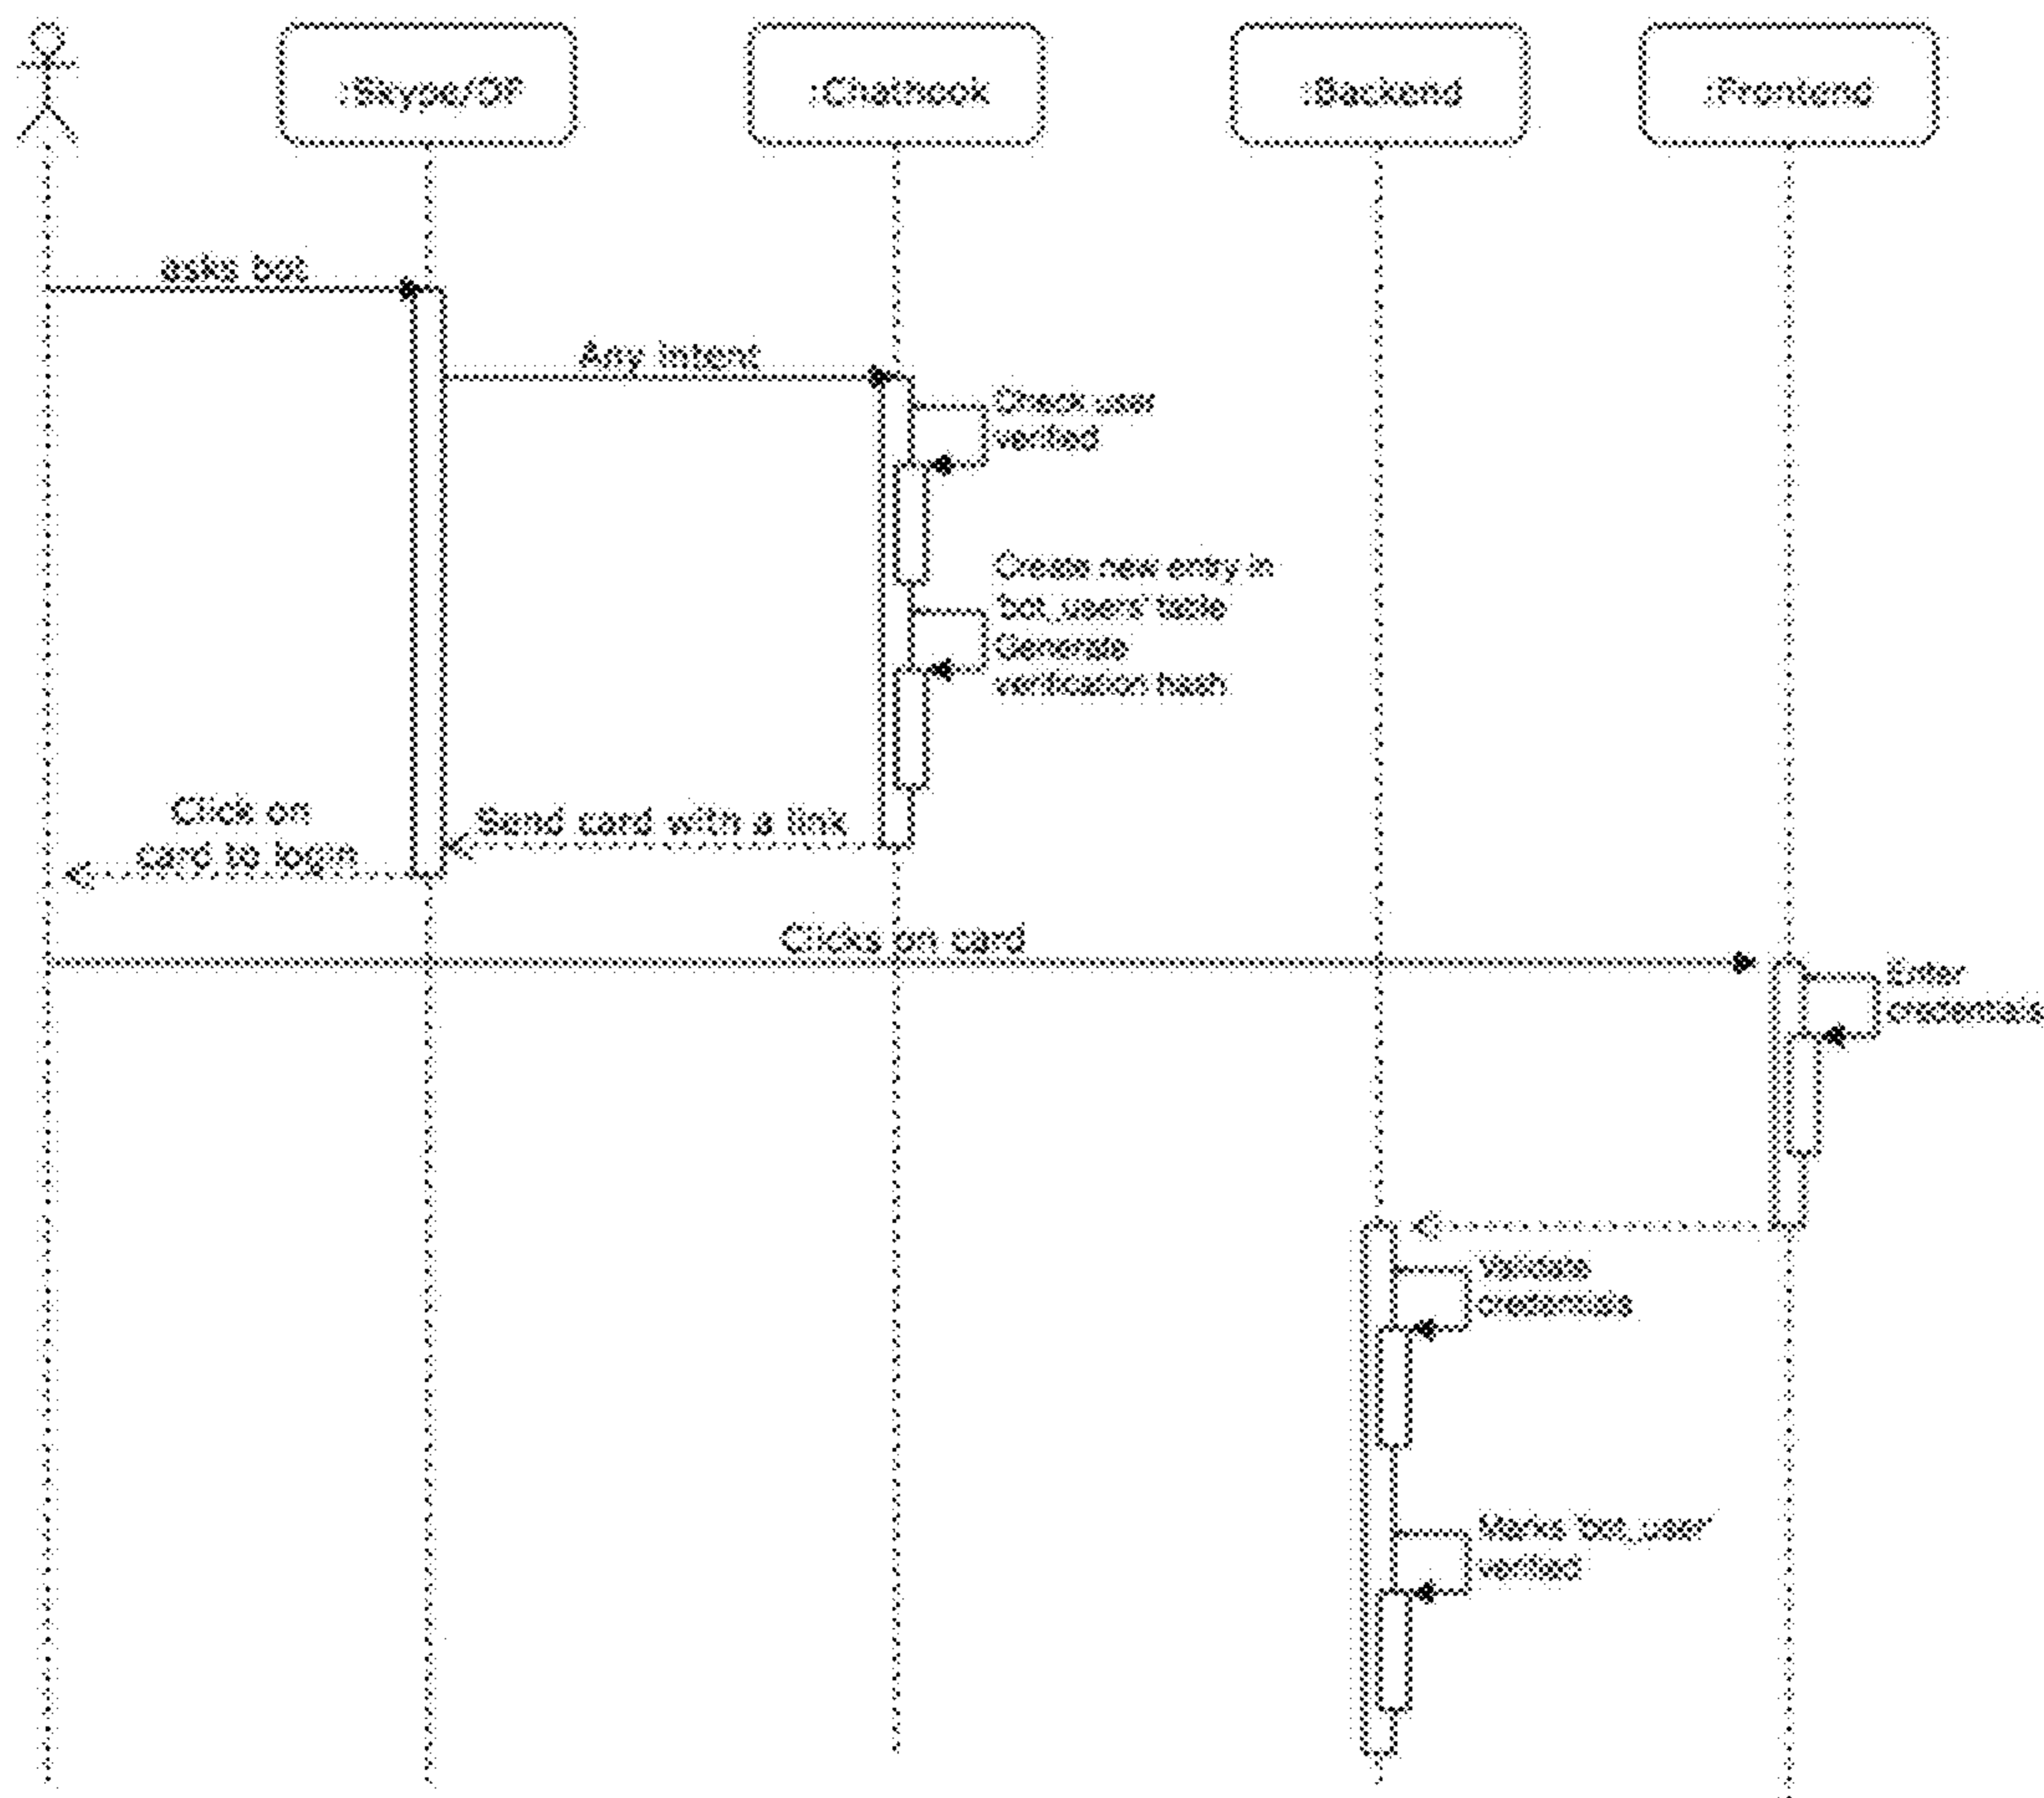 :Skype/DF
:Chathook
:Backend
:Frontend
asks bot
Any intent
Check user
verified
Create new entry in
bot_users table
Generate
verification hash
Click on
card to login
Send card with a link
Clicks on card
Enter
credentials
Validate
credentials
Marks bot_user
verified